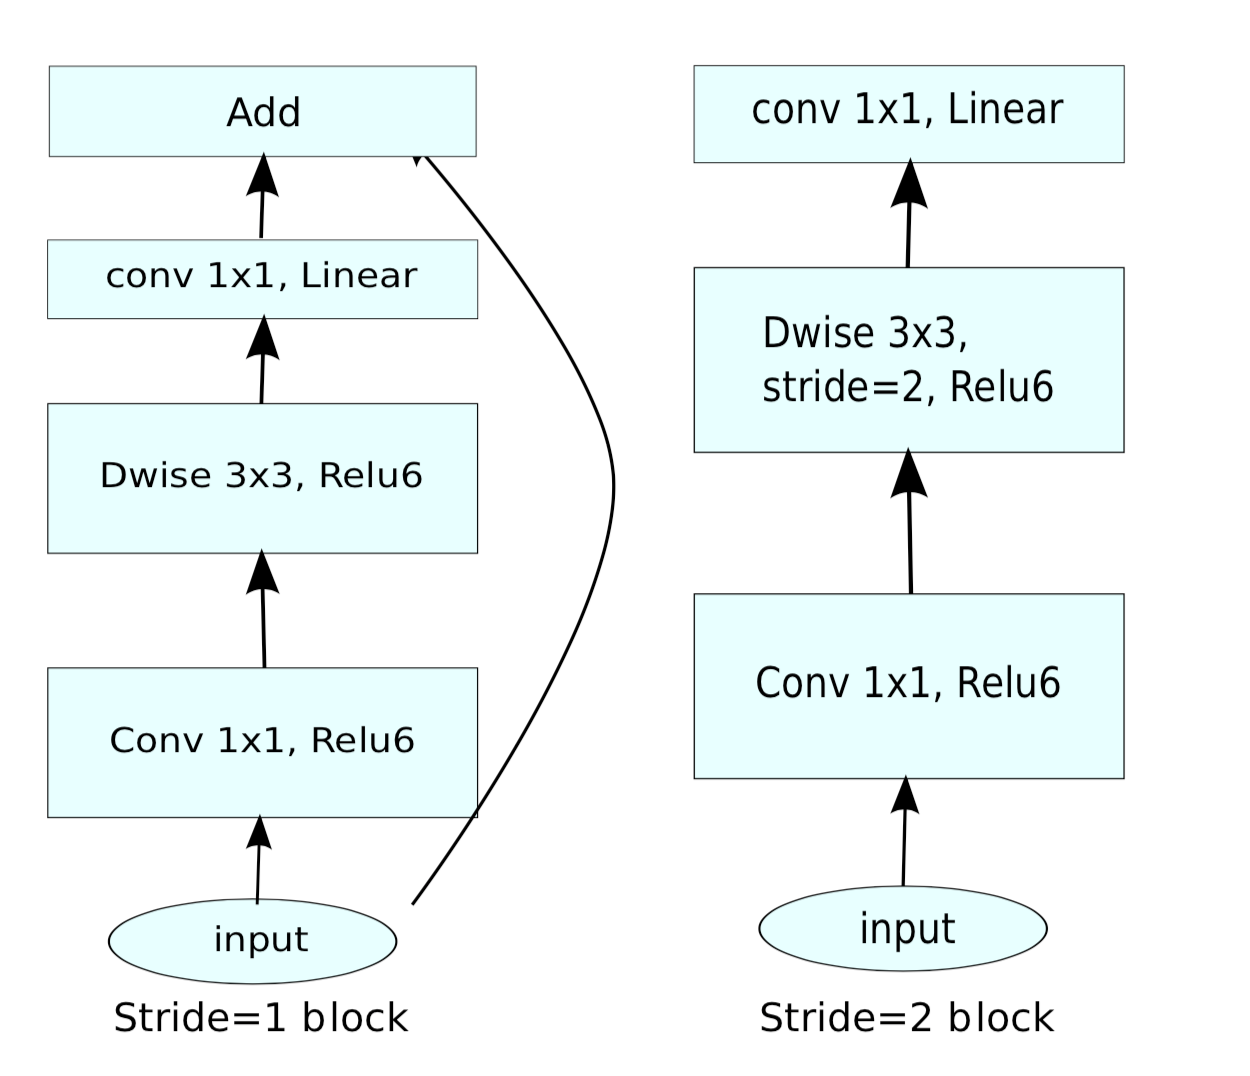 Add
conv 1x1, Linear
Dwise 3x3, Relu6
Conv 1x1, Relu6
input
Stride=1 block
conv 1x1, Linear
Dwise 3x3,
stride=2, Relu6
Conv 1x1, Relu6
input
Stride=2 block